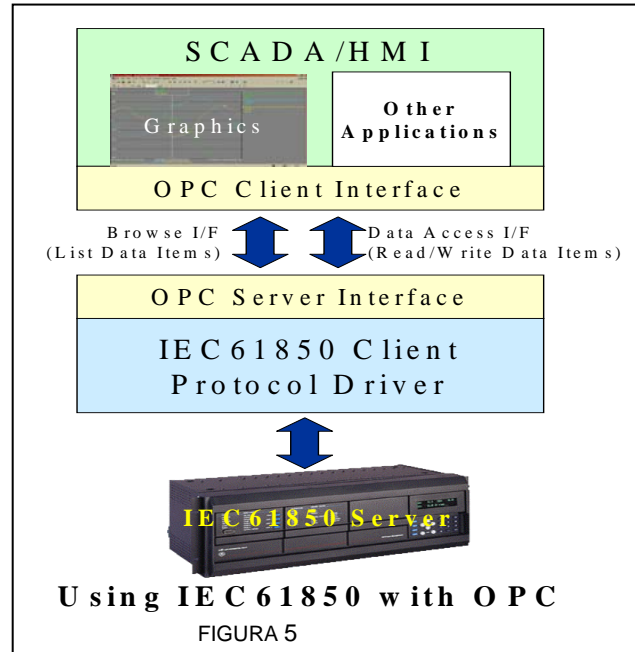 SCADA/HMI
Graphics
Other
Applications
OPC Client Interface
Browse I/F
(List Data Items)
Data Access I/F
(Read/Write Data Items)
OPC Server Interface
IEC61850 Client
Protocol Driver
IEC61850 Server
Using IEC61850 with OPC
FIGURA 5